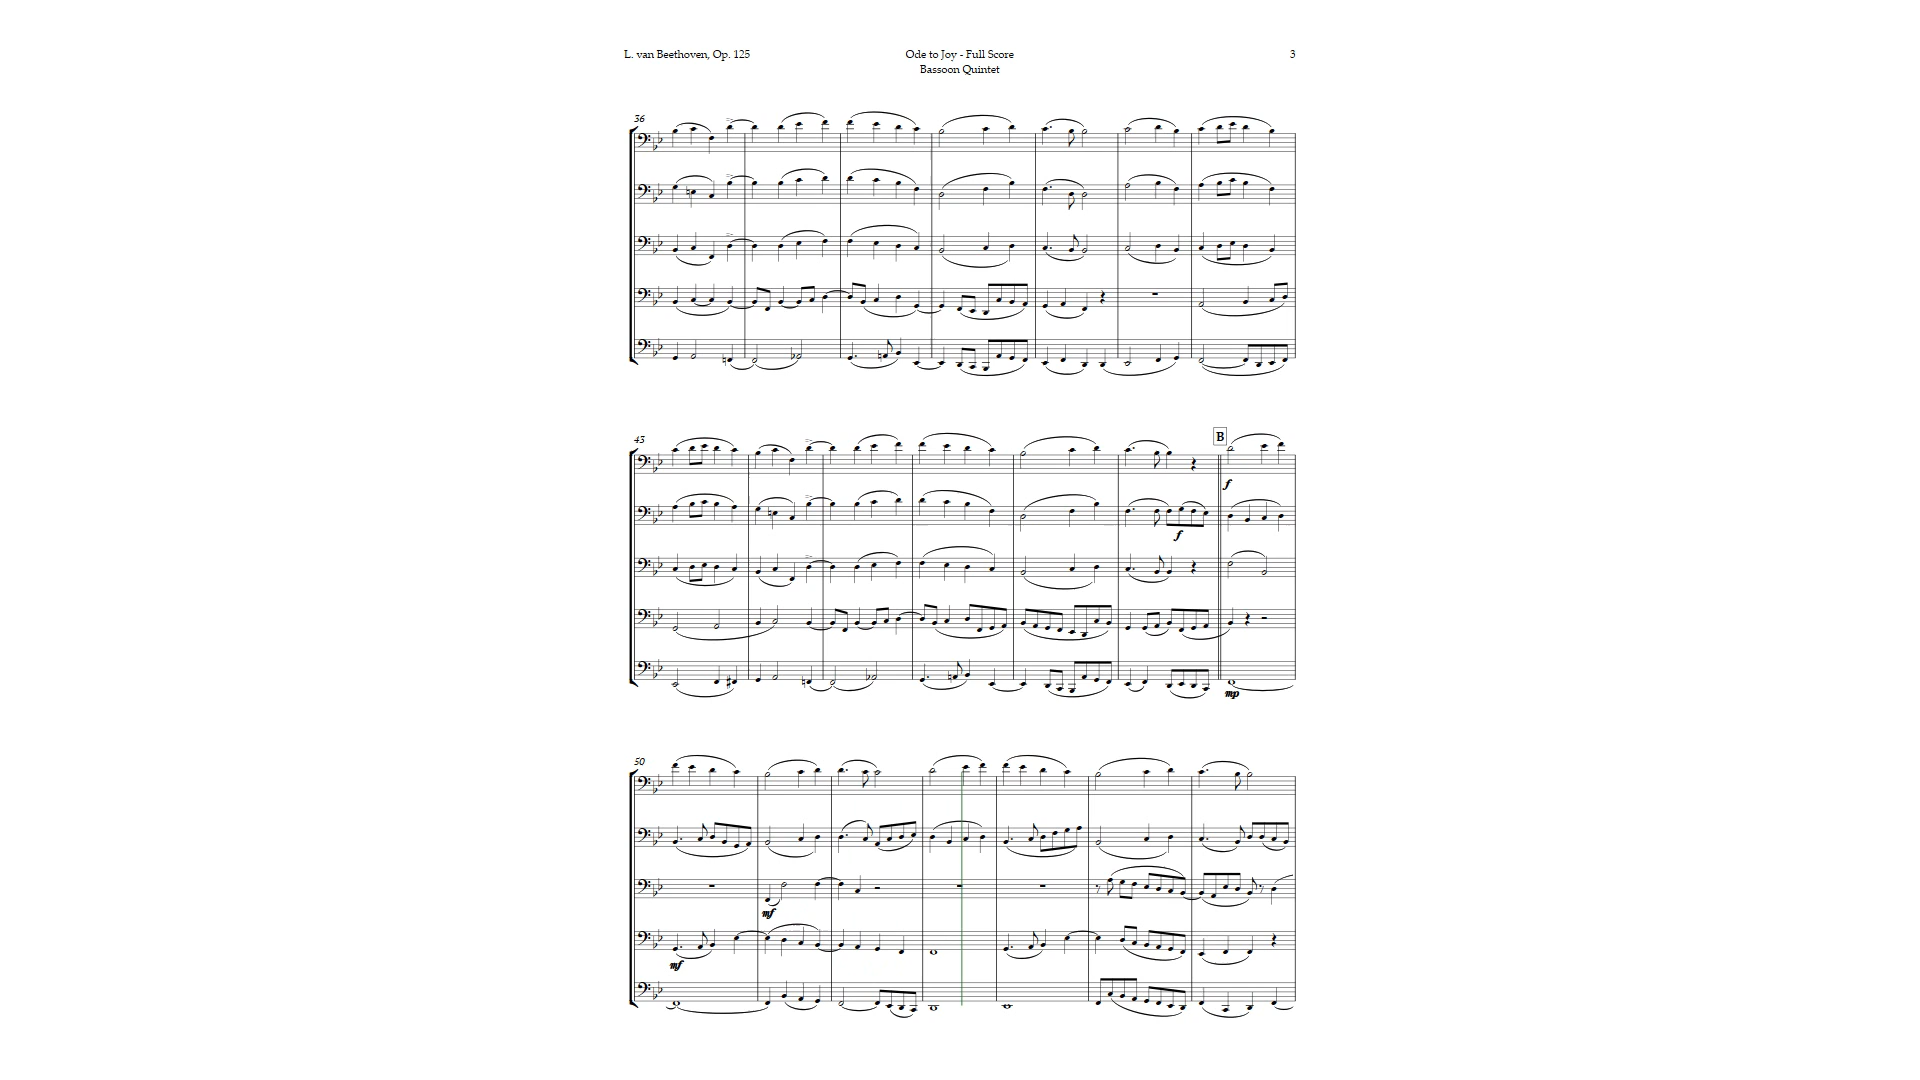 L. van Beethoven, Op. 125
Ode to Joy - Full Score
Bassoon Quintet
3
36
43
B
f
f
mp
50
mf
mf